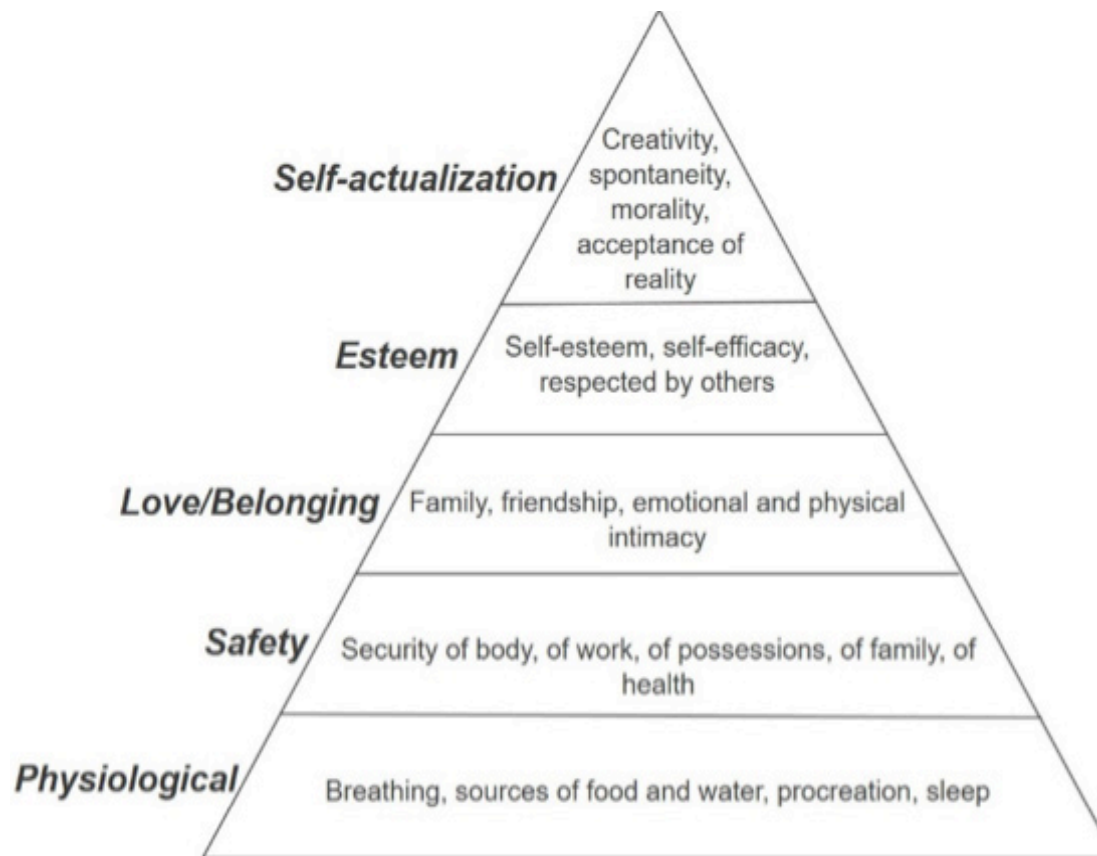 Self-actualization
Creativity,
spontaneity,
morality,
acceptance of
reality
Esteem
Self-esteem, self-efficacy,
respected by others
Love/Belonging
Family, friendship, emotional and physical
intimacy
Safety
Security of body, of work, of possessions, of family, of
health
Physiological
Breathing, sources of food and water, procreation, sleep